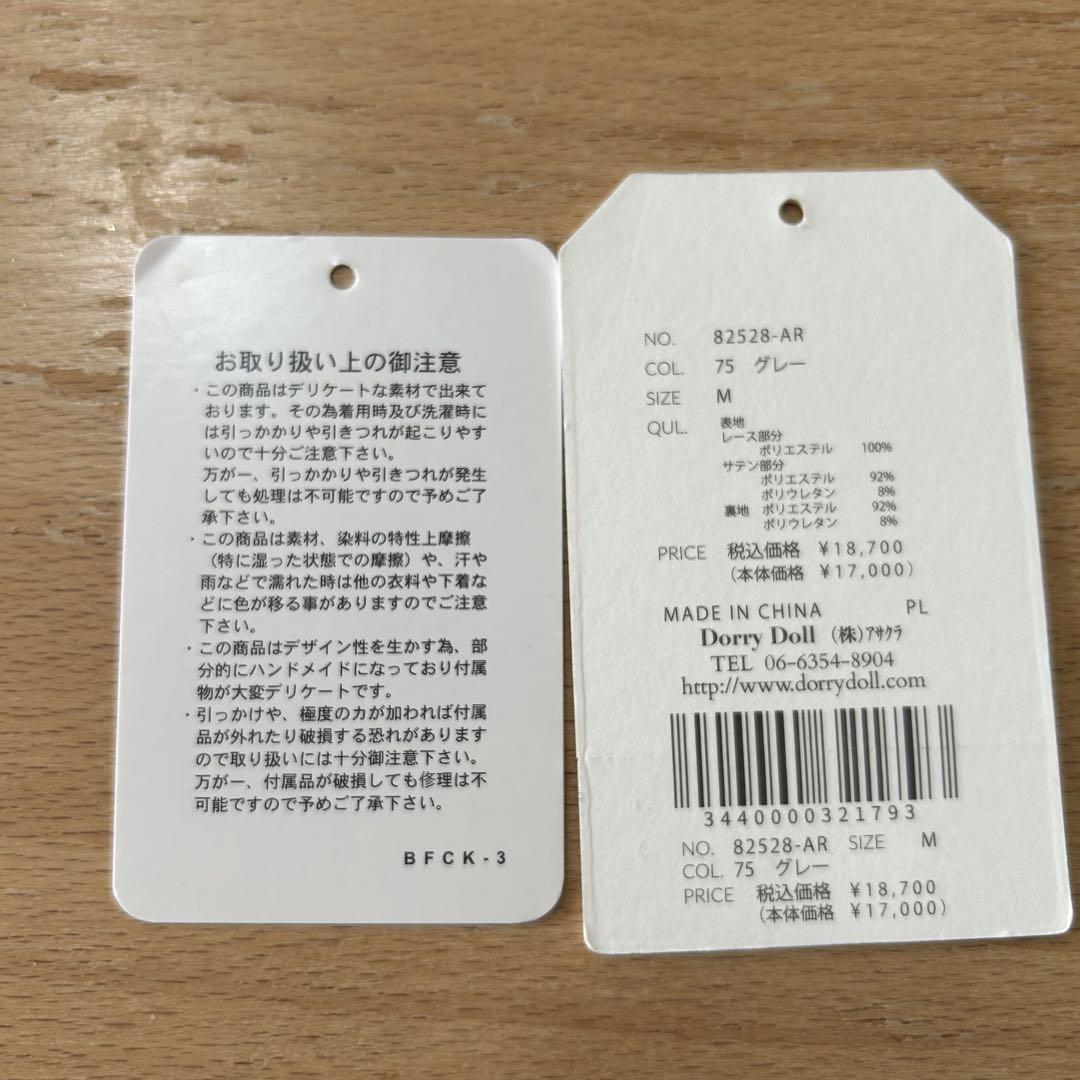 お取り扱い上の御注意
・この商品はデリケートな素材で出来て
おります。その為着用時及び洗濯時に
は引っかかりや引きつれが起こりやす
いので十分ご注意下さい。
万が一、引っかかりや引きつれが発生
しても処理は不可能ですので予めご了
承下さい。
・この商品は素材、染料の特性上摩擦
（特に湿った状態での摩擦）や、汗や
雨などで濡れた時は他の衣料や下着な
どに色が移る事がありますのでご注意
下さい。
・この商品はデザイン性を生かす為、部
分的にハンドメイドになっており付属
物が大変デリケートです。
・引っかけや、極度の力が加われば付属
品が外れたり破損する恐れがあります
ので取り扱いには十分御注意下さい。
万が一、付属品が破損しても修理は不
可能ですので予めご了承下さい。
BFCK-3
NO. 82528-AR
COL. 75 グレー
SIZE M
QUL. 表地
レース部分
ポリエステル 100%
サテン部分
ポリエステル 92%
ポリウレタン 8%
裏地 ポリエステル 92%
ポリウレタン 8%
PRICE 税込価格 ¥18,700
（本体価格 ¥17,000）
MADE IN CHINA PL
Dorry Doll （株）ｱｻｸﾗ
TEL 06-6354-8904
http://www.dorrydoll.com
3440000321793
NO. 82528-AR SIZE M
COL. 75 グレー
PRICE 税込価格 ¥18,700
（本体価格 ¥17,000）